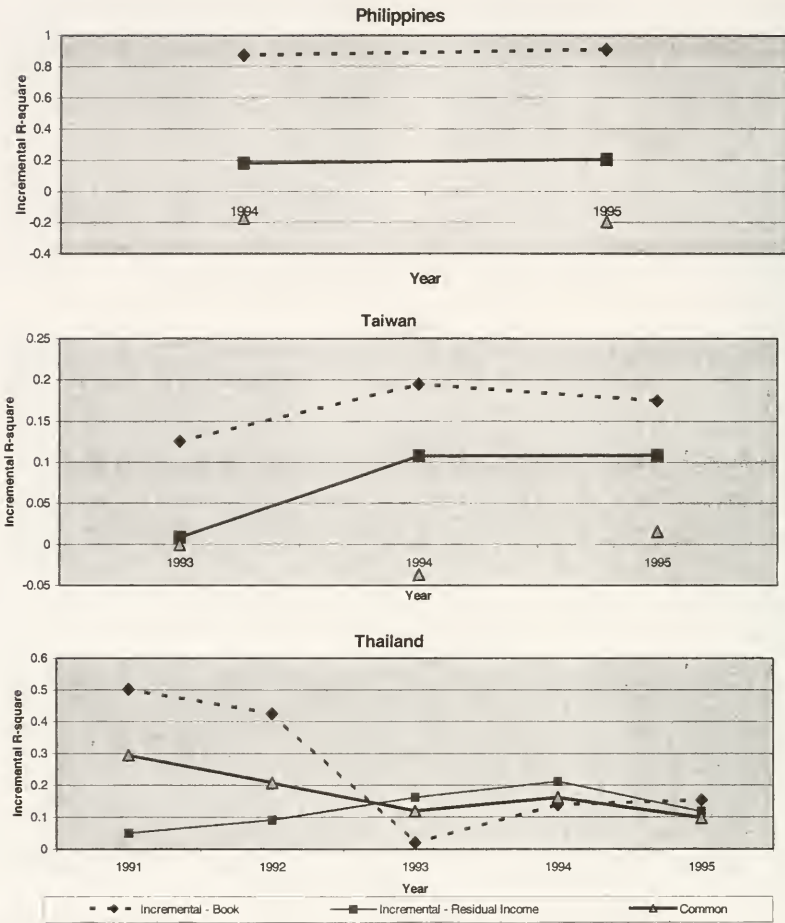 Philippines
1
0.8
0.6
0.4
0.2
0
-0.2
-0.4
Incremental R-square
1994
1995
Year
Taiwan
0.25
0.2
0.15
0.1
0.05
0
-0.05
Incremental R-square
1993
1994
1995
Year
Thailand
0.6
0.5
0.4
0.3
0.2
0.1
0
Incremental R-square
1991
1992
1993
1994
1995
Year
Incremental - Book
Incremental - Residual Income
Common